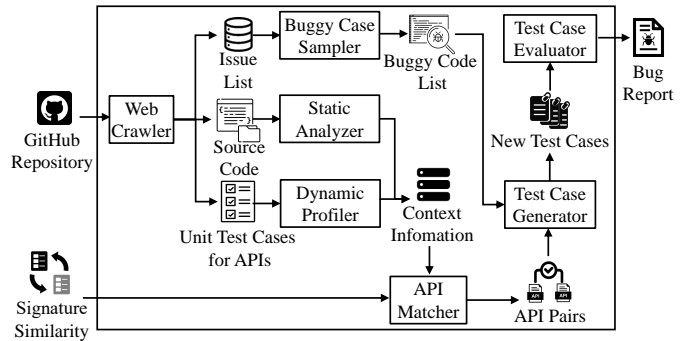 Issue
List
Buggy Case
Sampler
Buggy Code
List
Test Case
Evaluator
Bug
Report
GitHub
Repository
Web
Crawler
Source
Code
Static
Analyzer
New Test Cases
Unit Test Cases
for APIs
Dynamic
Profiler
Context
Infomation
Test Case
Generator
Signature
Similarity
API
Matcher
API
API
API Pairs